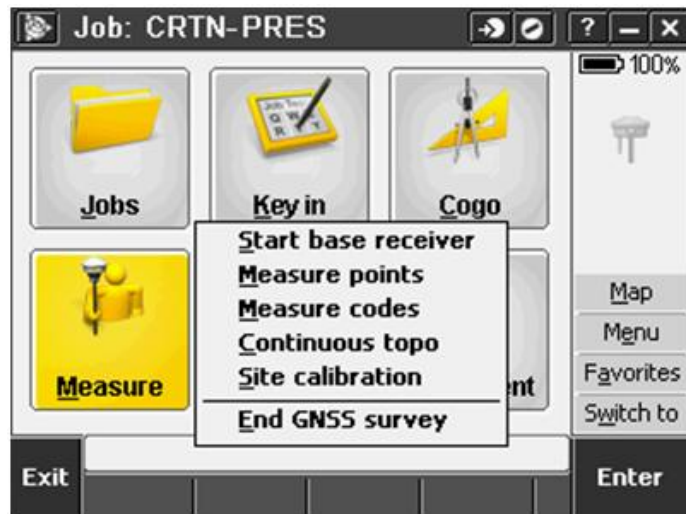 Job: CRTN-PRES
? – ×
100%
Jobs
Key in
Cogo
Start base receiver
Measure points
Measure codes
Continuous topo
Site calibration
End GNSS survey
Measure
nt
Map
Menu
Favorites
Switch to
Exit
Enter